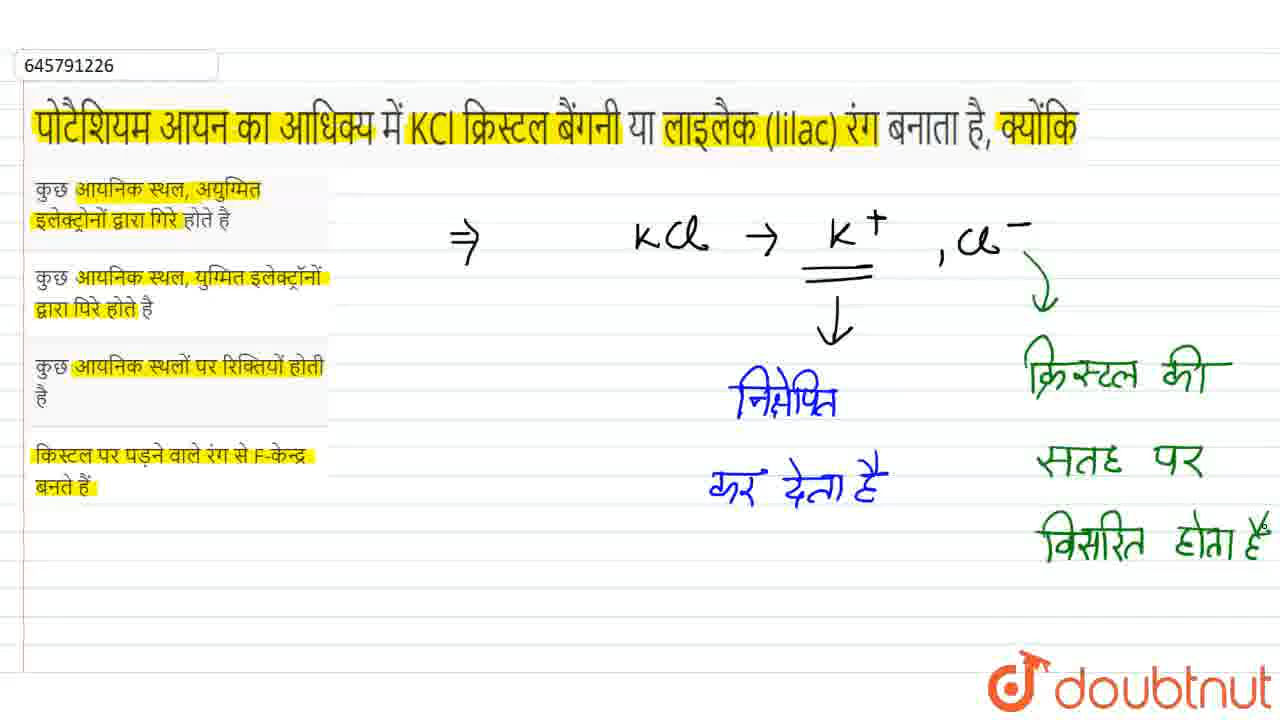 645791226
पोटैशियम आयन का आधिक्य में KCl क्रिस्टल बैंगनी या लाइलैक (lilac) रंग बनाता है, क्योंकि
कुछ आयनिक स्थल, अयुग्मित
इलेक्ट्रोनों द्वारा गिरे होते है
कुछ आयनिक स्थल, युग्मित इलेक्ट्रॉनों
द्वारा पिरे होते है
कुछ आयनिक स्थलों पर रिक्तियों होती
है
किस्टल पर पड़ने वाले रंग से F-केन्द्र
बनते हैं
⇒ KCl → K⁺ , Cl⁻
निक्षेपित
कर देता है
क्रिस्टल की
सतह पर
विसरित होता है
doubtnut